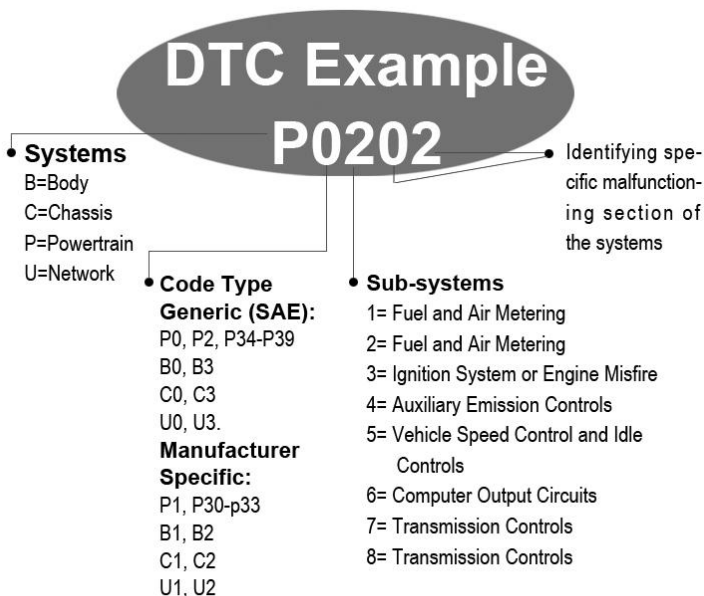 DTC Example
P0202
Systems
B=Body
C=Chassis
P=Powertrain
U=Network
Code Type
Generic (SAE):
P0, P2, P34-P39
B0, B3
C0, C3
U0, U3.
Manufacturer
Specific:
P1, P30-p33
B1, B2
C1, C2
U1, U2
Sub-systems
1= Fuel and Air Metering
2= Fuel and Air Metering
3= Ignition System or Engine Misfire
4= Auxiliary Emission Controls
5= Vehicle Speed Control and Idle
Controls
6= Computer Output Circuits
7= Transmission Controls
8= Transmission Controls
Identifying spe-
cific malfunction-
ing section of
the systems